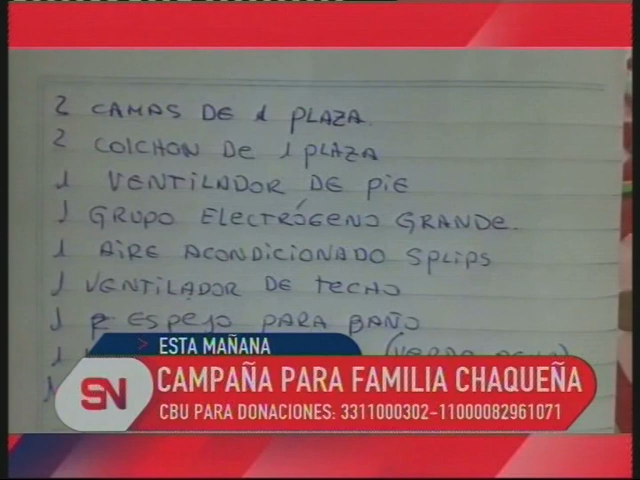 2 CAMAS DE 1 PLAZA.
2 COLCHON DE 1 PLAZA
1 VENTILADOR DE PIE
1 GRUPO ELECTRÓGENO GRANDE.
1 AIRE ACONDICIONADO SPLIPS
1 VENTILADOR DE TECHO
1 ESPEJO PARA BAÑO
1
> ESTA MAÑANA
SN
CAMPAÑA PARA FAMILIA CHAQUEÑA
CBU PARA DONACIONES: 3311000302-11000082961071